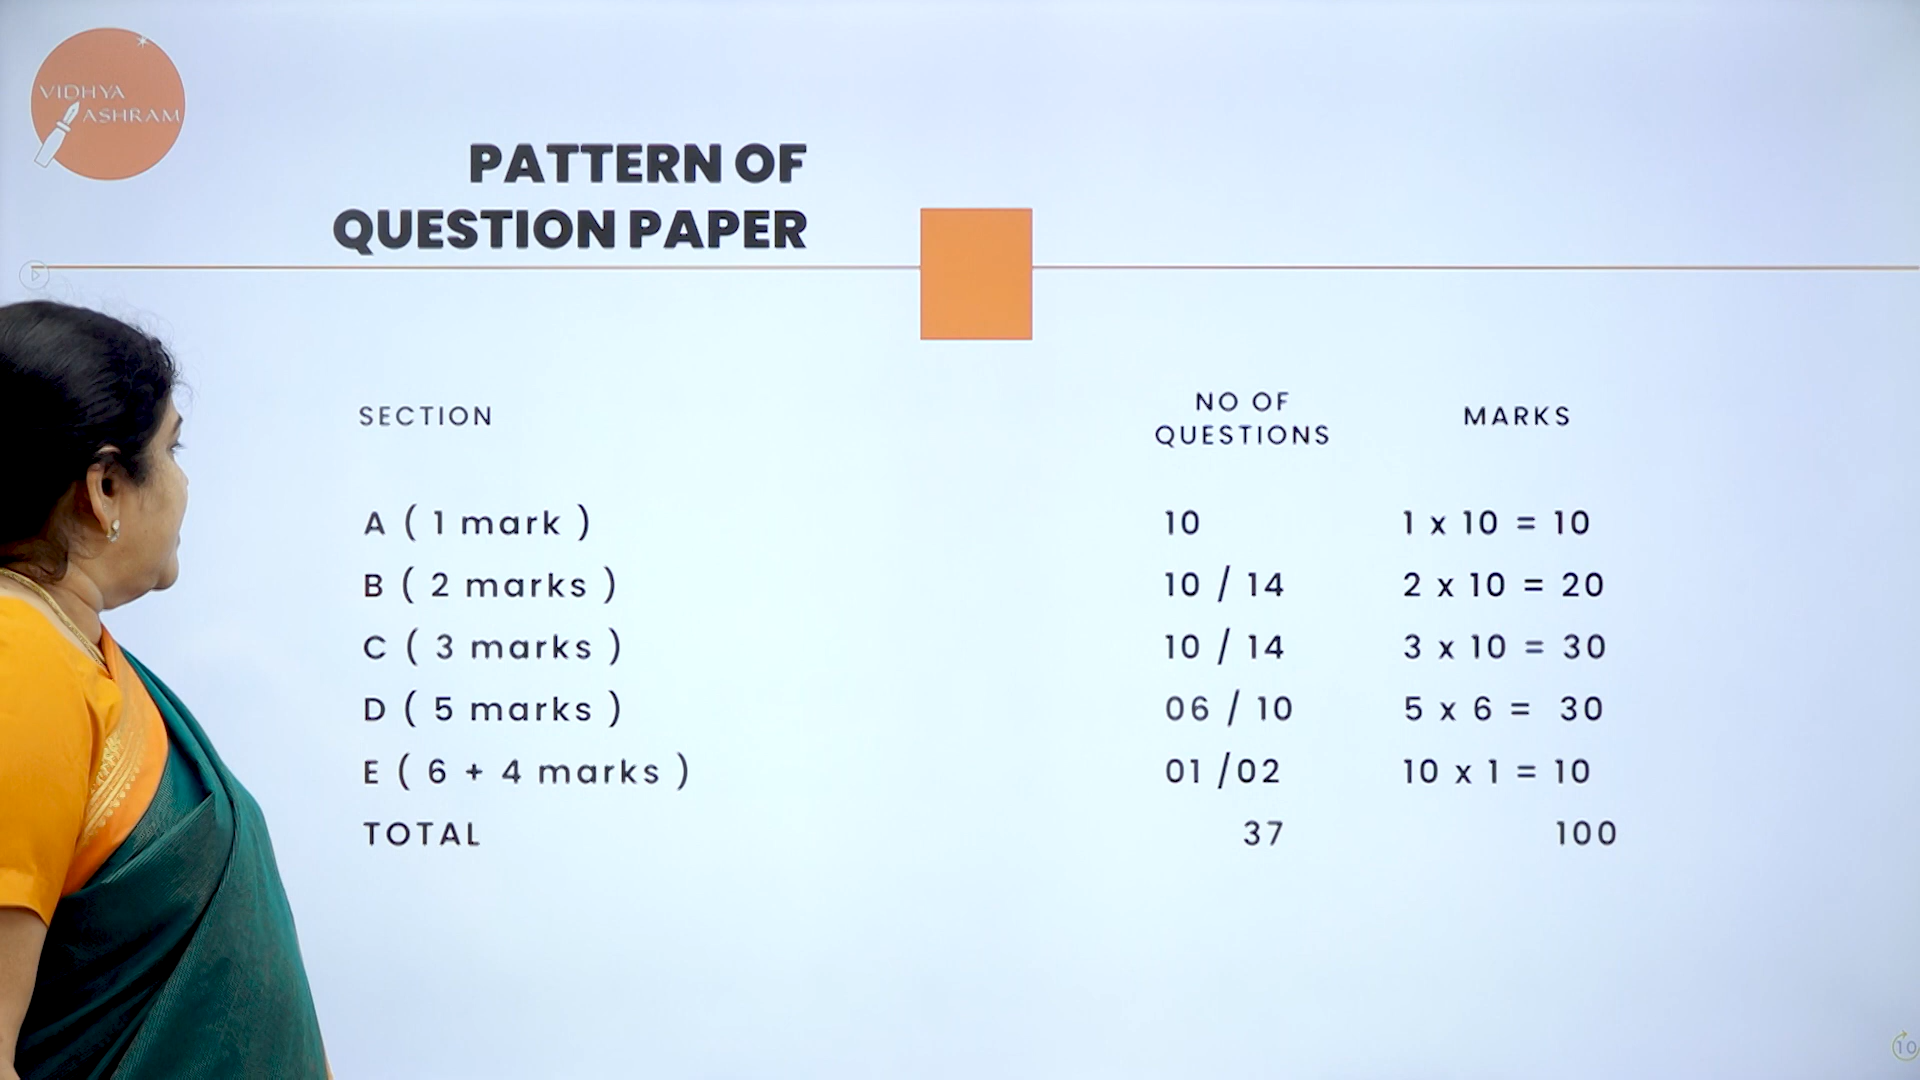 VIDHYA
ASHRAM
PATTERN OF
QUESTION PAPER
SECTION
NO OF
QUESTIONS
MARKS
A ( 1 mark ) 10 1 x 10 = 10
B ( 2 marks ) 10 / 14 2 x 10 = 20
C ( 3 marks ) 10 / 14 3 x 10 = 30
D ( 5 marks ) 06 / 10 5 x 6 = 30
E ( 6 + 4 marks ) 01 /02 10 x 1 = 10
TOTAL 37 100
10